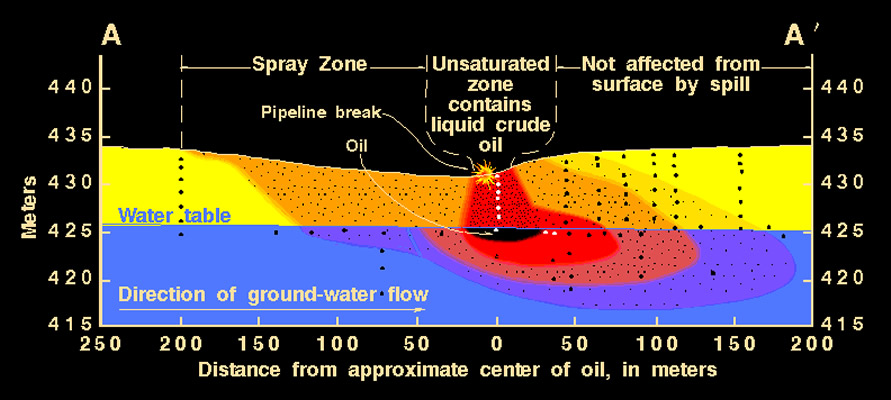 A
A′
Spray Zone
Unsaturated
zone
contains
liquid crude
oil
Not affected from
surface by spill
Pipeline break
Oil
Meters
440
435
430
425
420
415
440
435
430
425
420
415
Water table
Direction of ground-water flow
250 200 150 100 50 0 50 100 150 200
Distance from approximate center of oil, in meters